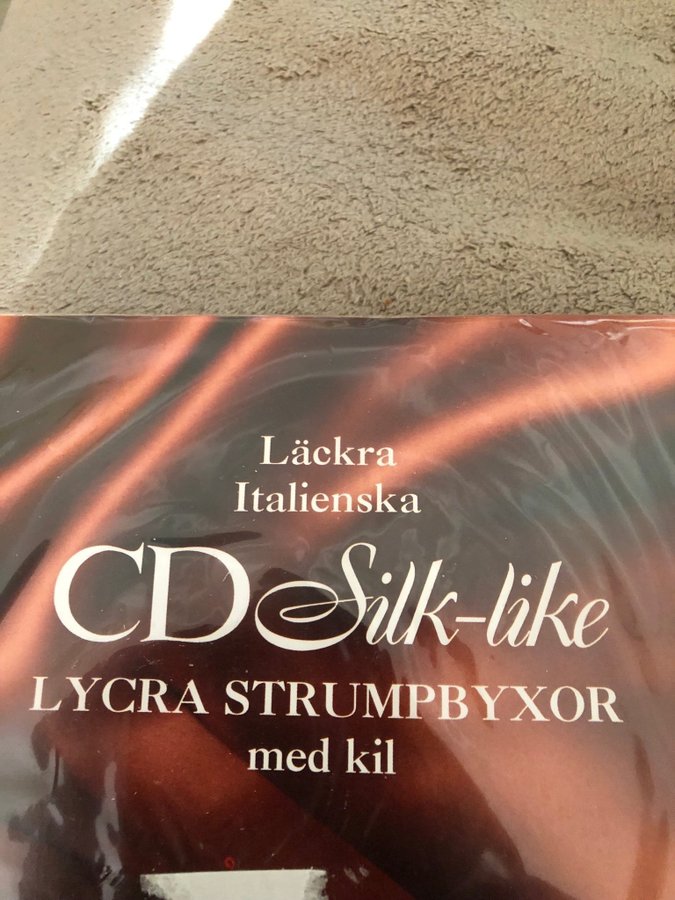 Läckra
Italienska
CD Silk-like
LYCRA STRUMPBYXOR
med kil